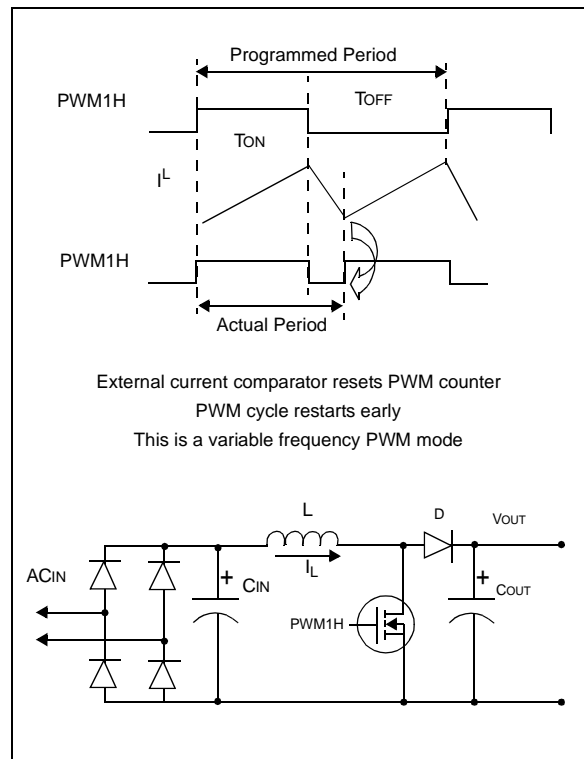 Programmed Period
PWM1H
TOFF
TON
IL
PWM1H
Actual Period
External current comparator resets PWM counter
PWM cycle restarts early
This is a variable frequency PWM mode
L
D
VOUT
ACIN
+
CIN
IL
+
COUT
PWM1H